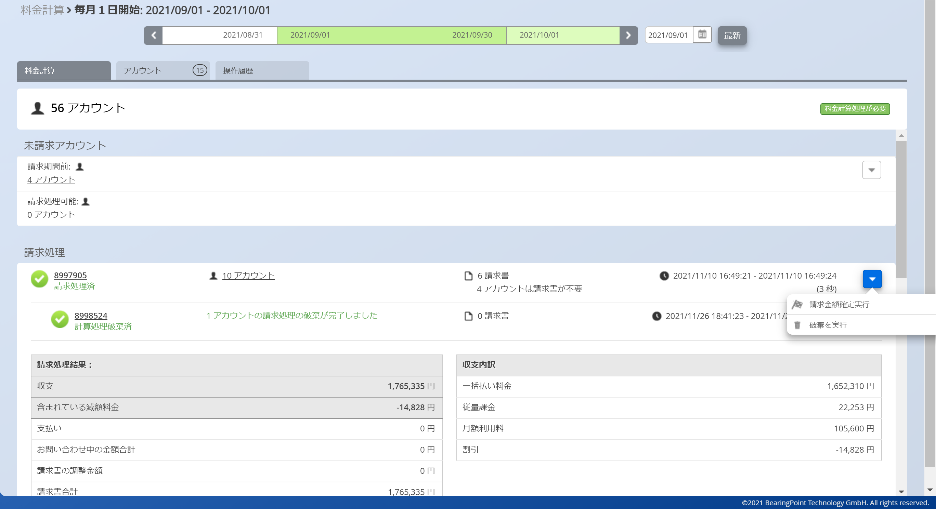 料金計算 > 毎月１日開始: 2021/09/01 - 2021/10/01
2021/08/31 2021/09/01 2021/09/30 2021/10/01 2021/09/01 最新
料金計算 アカウント 15 操作履歴
56 アカウント 料金計算処理が必要
未請求アカウント
請求期間前:
4 アカウント
請求処理可能:
0 アカウント
請求処理
8997905 10 アカウント 6 請求書 2021/11/10 16:49:21 - 2021/11/10 16:49:24
請求処理済 4 アカウントは請求書が不要 (3 秒)
請求金額確定実行
8998524 1 アカウントの請求処理の破棄が完了しました 0 請求書 2021/11/26 18:41:23 - 2021/11/2
計算処理破棄済 破棄を実行
請求処理結果： 収支内訳
収支 1,765,335 円 一括払い料金 1,652,310 円
含まれている減額料金 -14,828 円 従量課金 22,253 円
支払い 0 円 月額利用料 105,600 円
お問い合わせ中の金額合計 0 円 割引 -14,828 円
請求書の調整金額 0 円
請求書合計 1,765,335 円
©2021 BearingPoint Technology GmbH. All rights reserved.